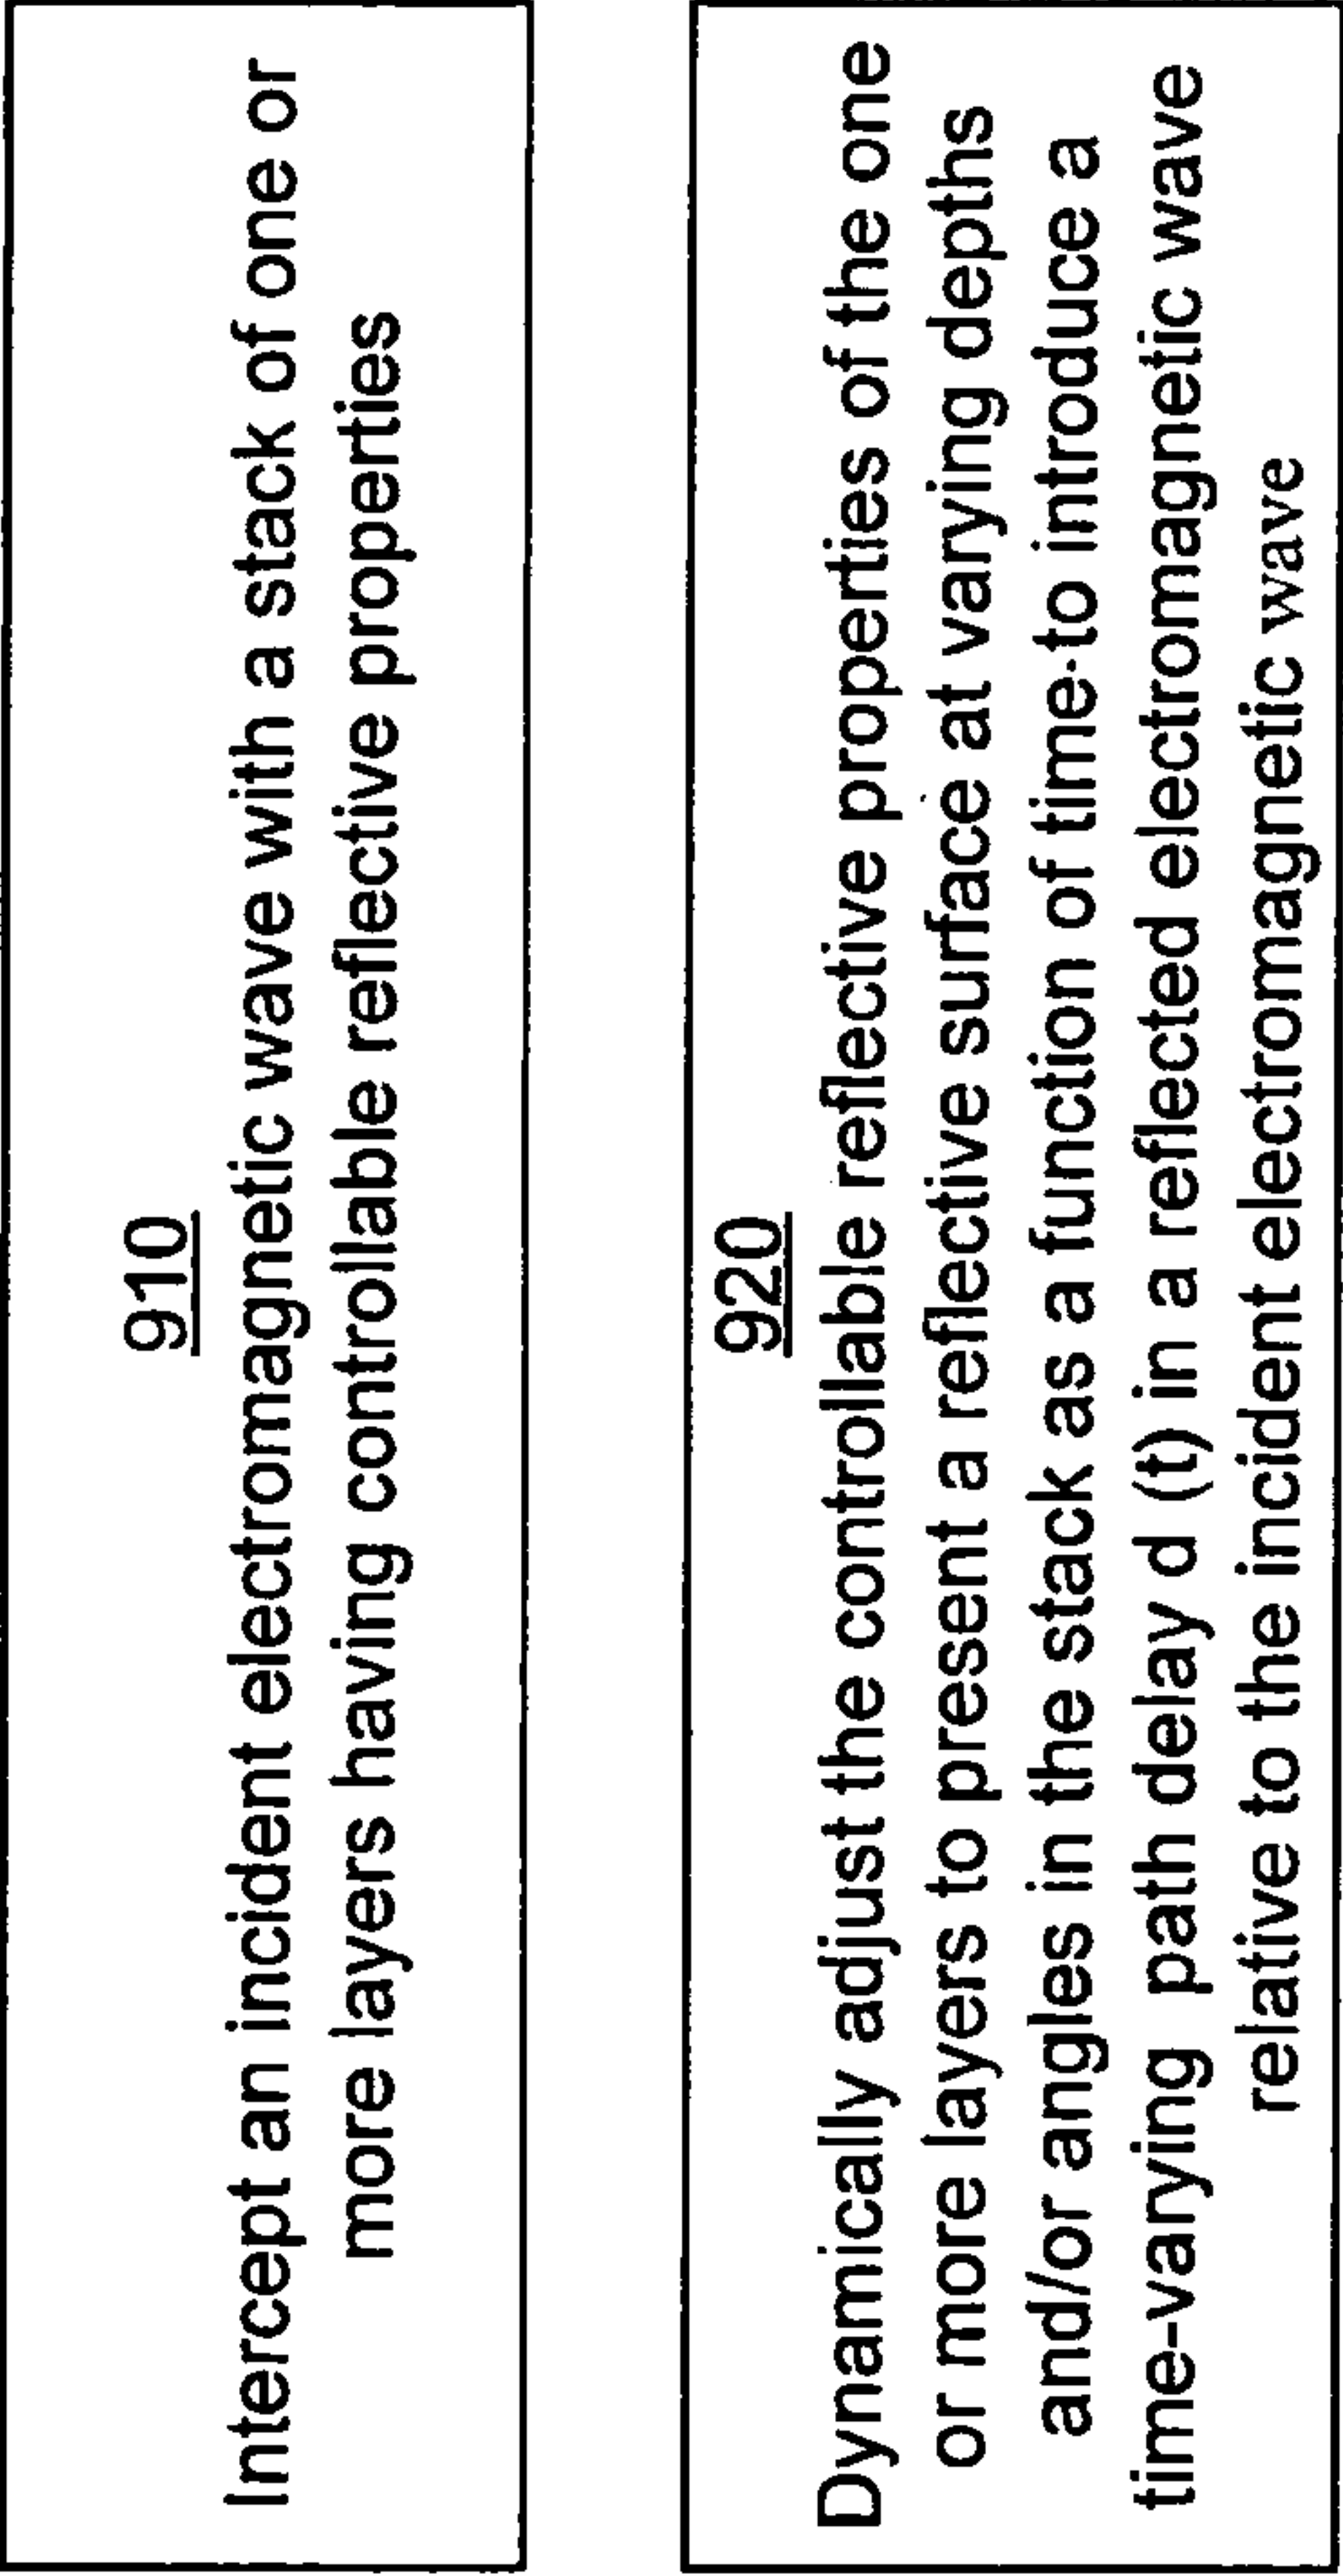 910
Intercept an incident electromagnetic wave with a stack of one or
more layers having controllable reflective properties
920
Dynamically adjust the controllable reflective properties of the one
or more layers to present a reflective surface at varying depths
and/or angles in the stack as a function of time-to introduce a
time-varying path delay d (t) in a reflected electromagnetic wave
relative to the incident electromagnetic wave